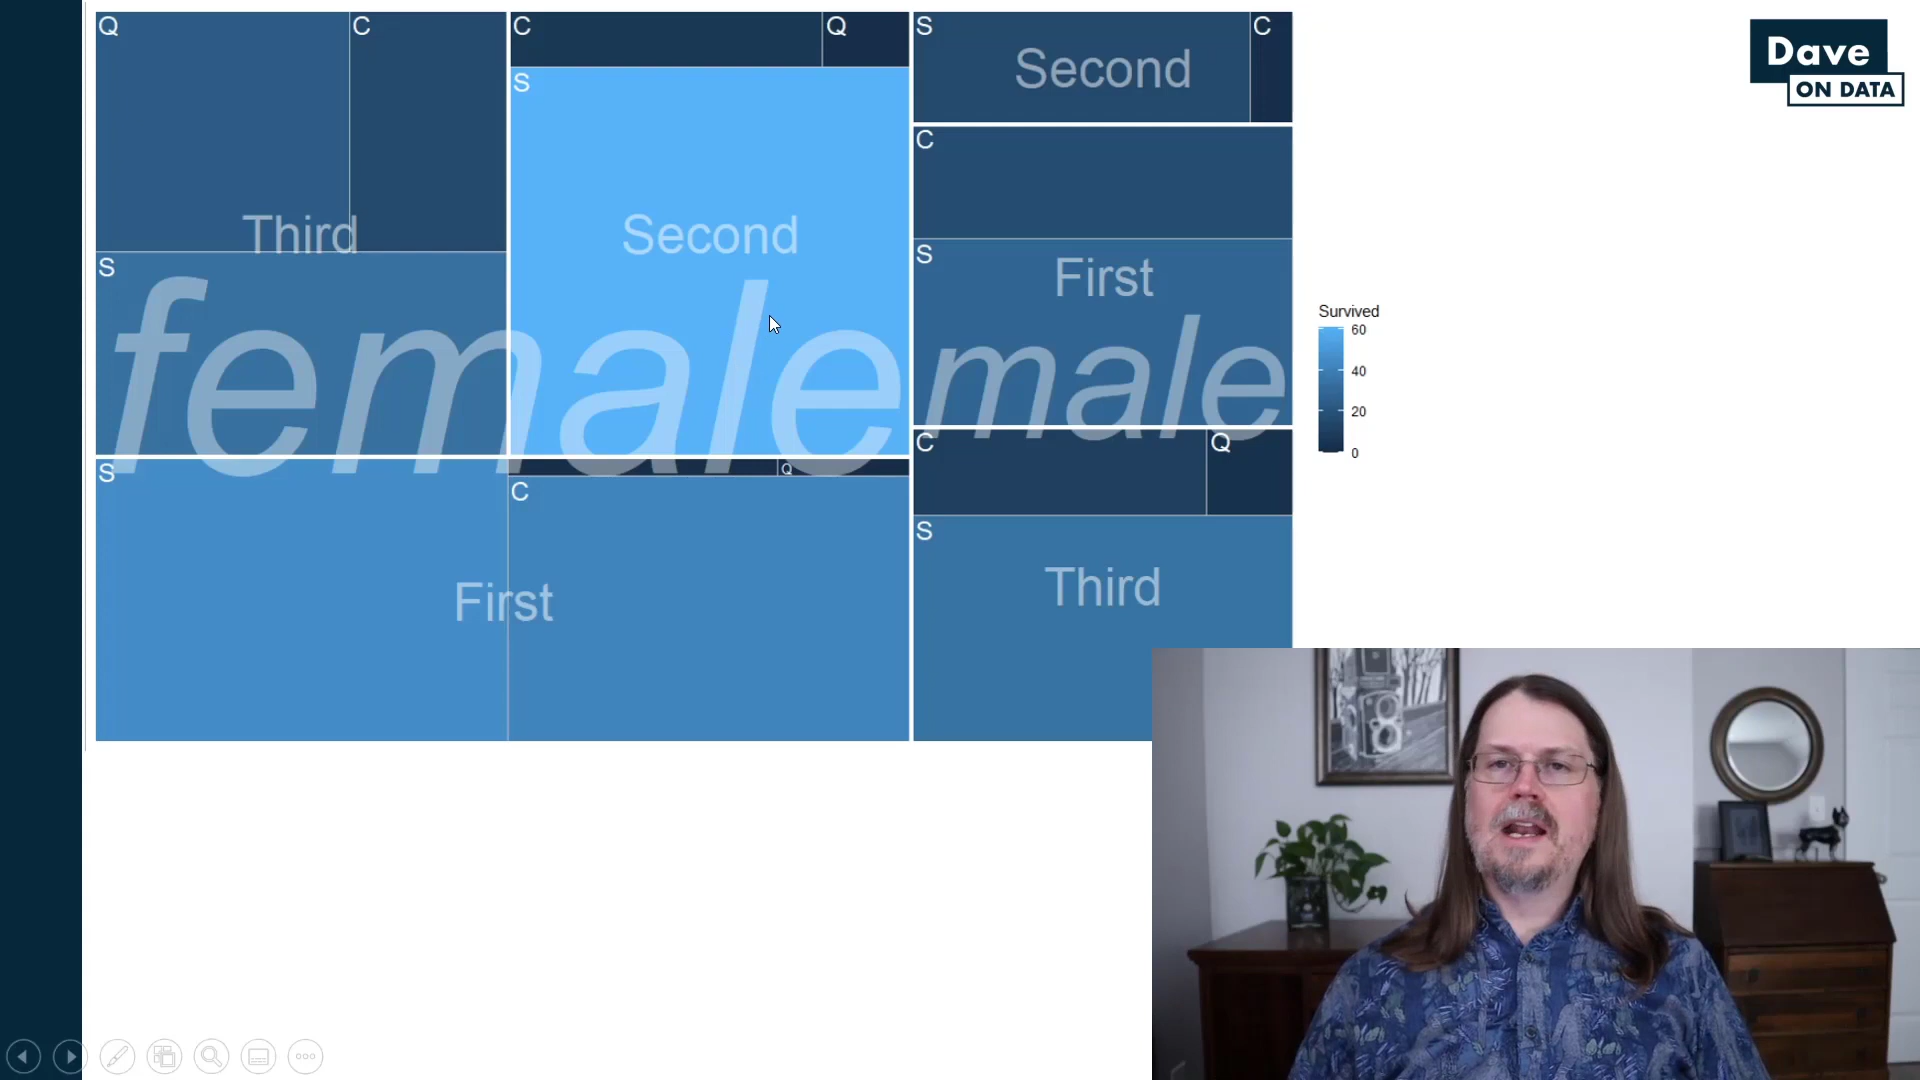 Q
C
C
Q
S
C
Dave
ON DATA
Second
S
C
Third
Second
S
S
First
female
male
Survived
60
40
20
0
C
Q
S
Q
C
S
First
Third